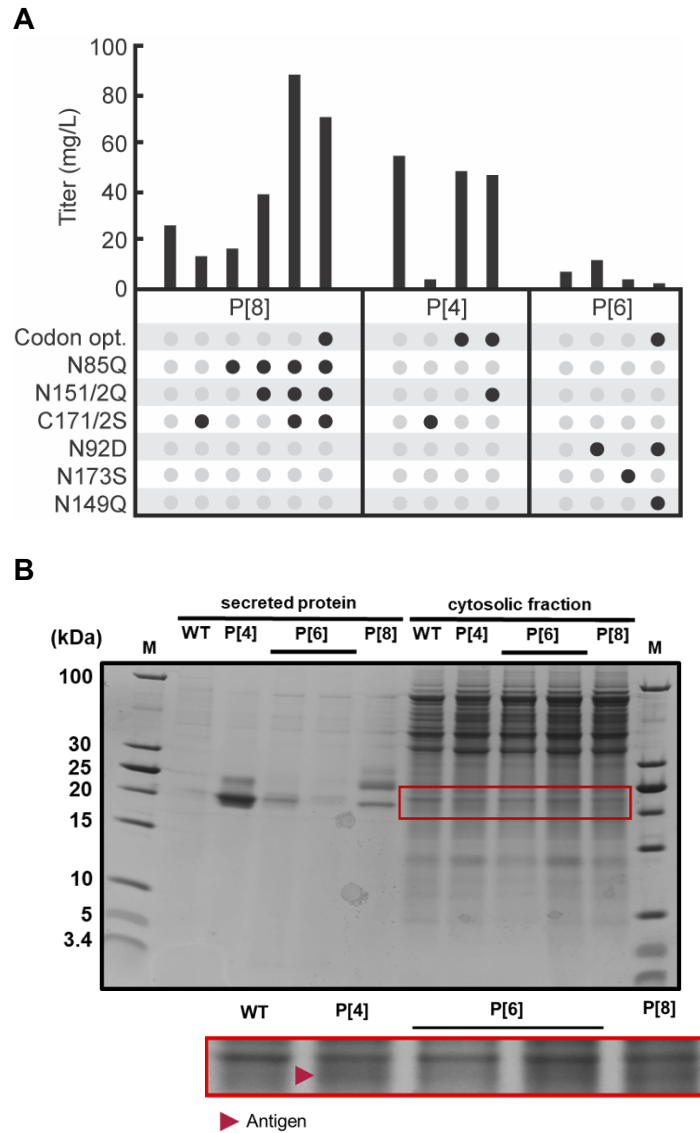 A
100
80
60
40
20
0
Titer (mg/L)
P[8] P[4] P[6]
Codon opt.
N85Q
N151/2Q
C171/2S
N92D
N173S
N149Q
B
secreted protein cytosolic fraction
(kDa) M WT P[4] P[6] P[8] WT P[4] P[6] P[8] M
100
30
25
20
15
10
5
3.4
WT P[4] P[6] P[8]
Antigen